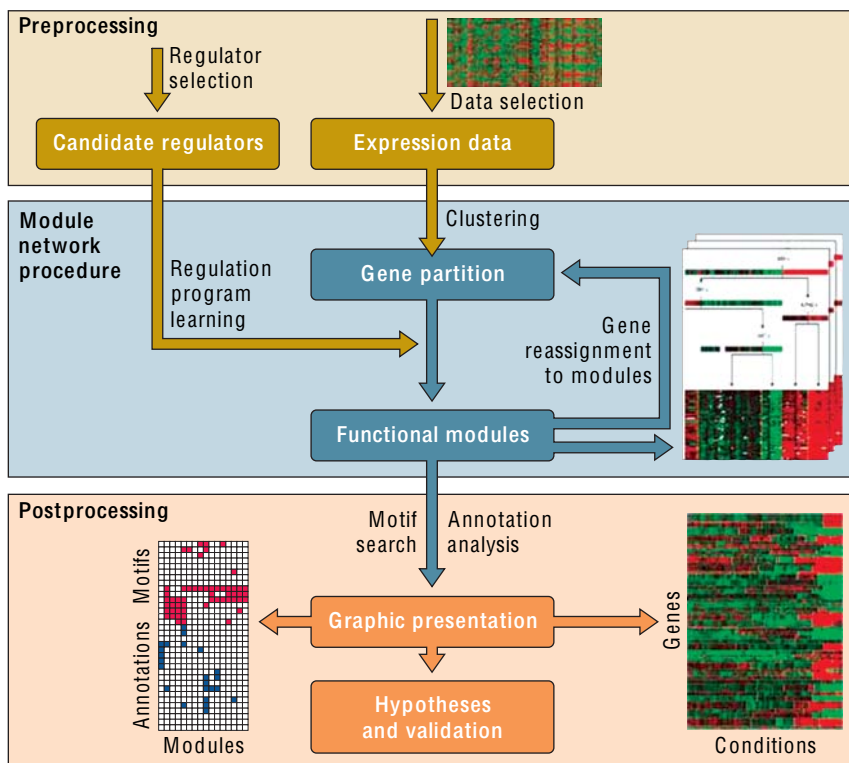 Preprocessing
Regulator
selection
Data selection
Candidate regulators
Expression data
Module
network
procedure
Clustering
Regulation
program
learning
Gene partition
Gene
reassignment
to modules
Functional modules
Postprocessing
Motif
search
Annotation
analysis
Motifs
Annotations
Modules
Graphic presentation
Hypotheses
and validation
Genes
Conditions